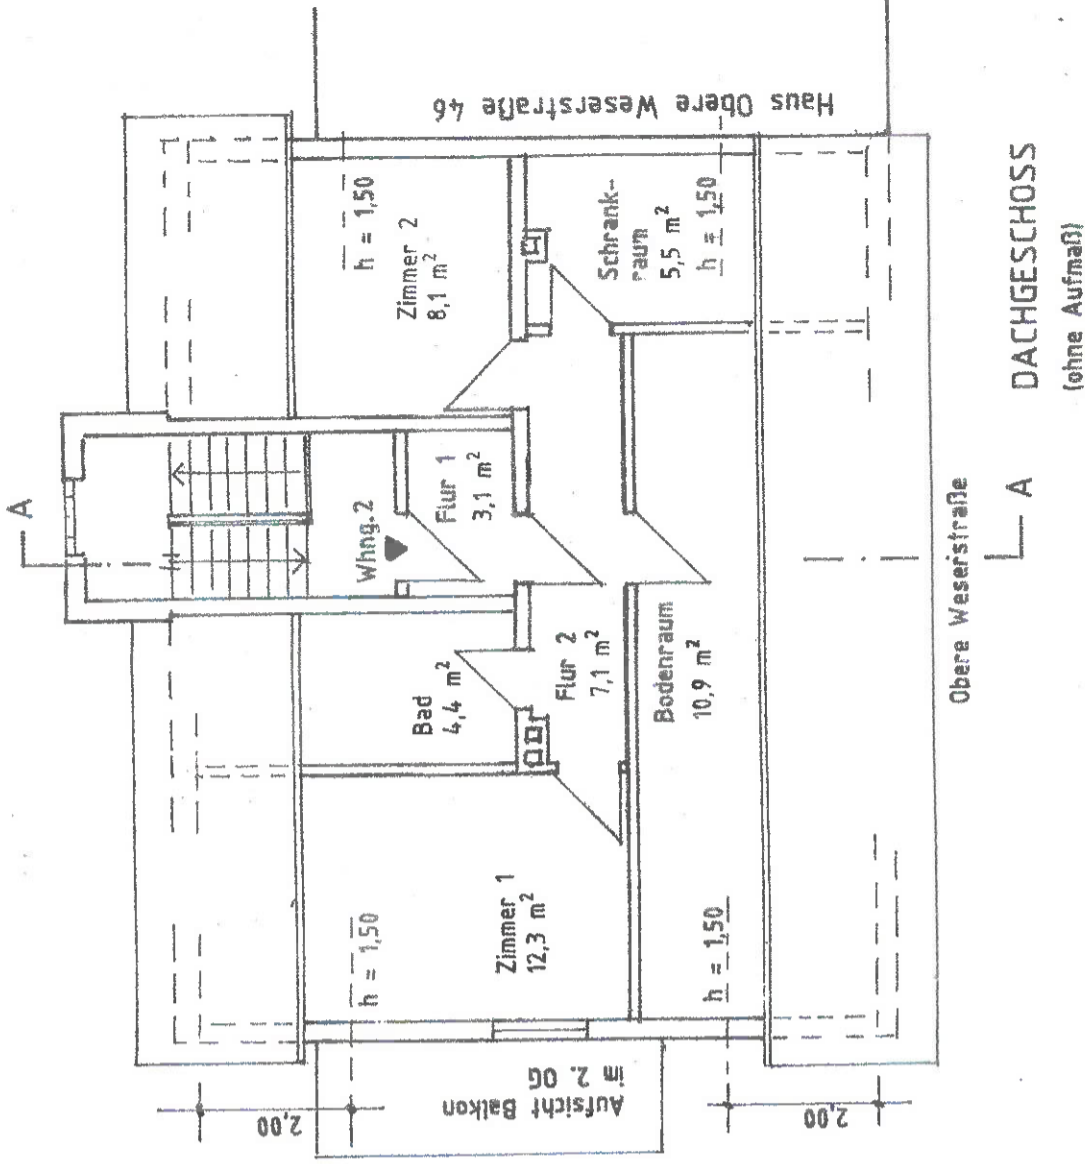 A
Whng.2
Flur 1
3,1 m²
Zimmer 2
8,1 m²
h = 1,50
Haus Obere Weserstraße 46
Schrank-
raum
5,5 m²
h = 1,50
Bad
4,4 m²
Flur 2
7,1 m²
Bodenraum
10,9 m²
Zimmer 1
12,3 m²
h = 1,50
h = 1,50
Aufsicht Balkon
im 2. OG
2,00
2,00
Obere Weserstraße
A
DACHGESCHOSS
(ohne Aufmaß)